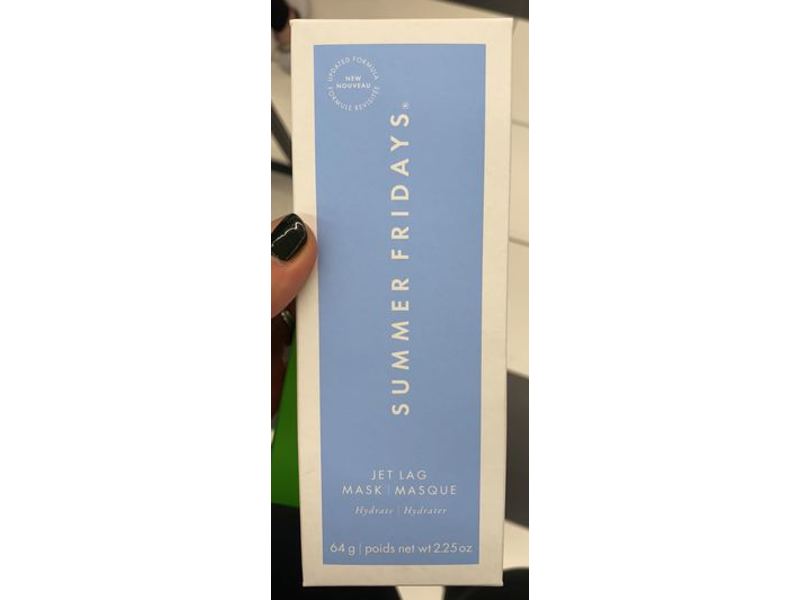 UPDATED FORMULA
NEW
NOUVEAU
FORMULE REVISITÉE
SUMMER FRIDAYS®
JET LAG
MASK | MASQUE
Hydrate | Hydrater
64 g | poids net wt 2.25 oz